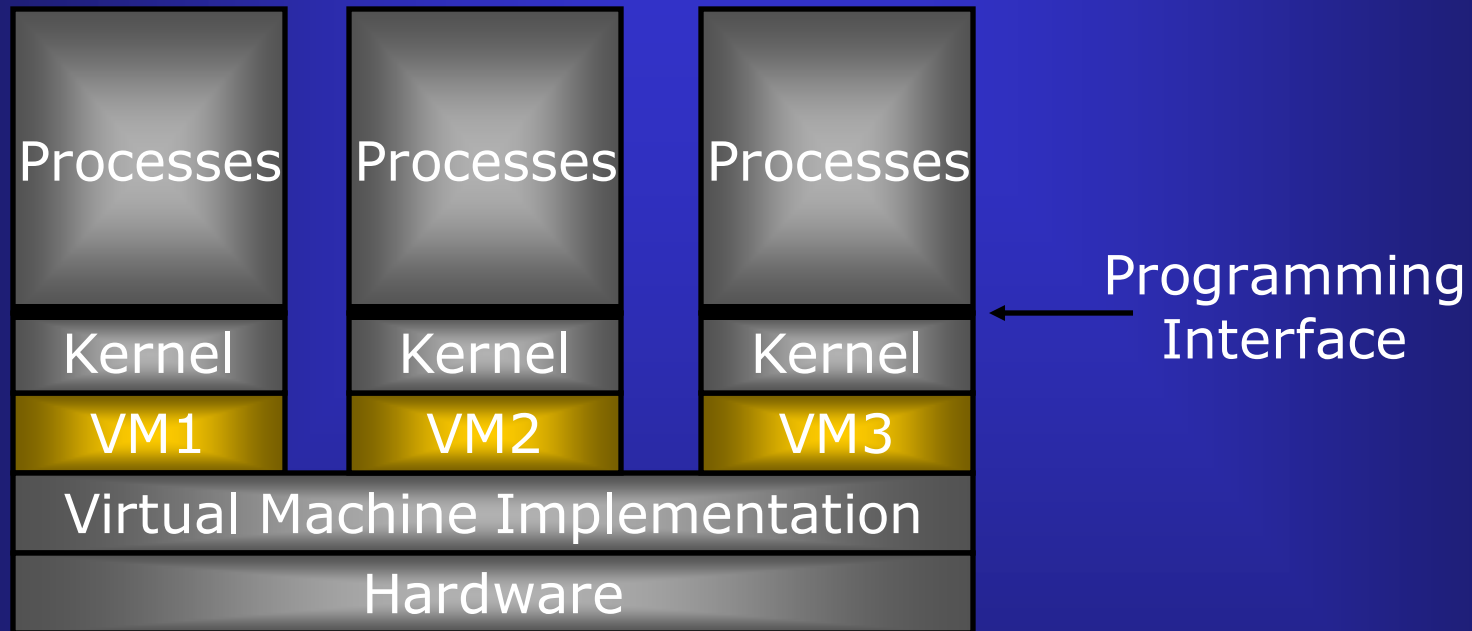 Processes
Processes
Processes
Programming
Interface
Kernel
Kernel
Kernel
VM1
VM2
VM3
Virtual Machine Implementation
Hardware